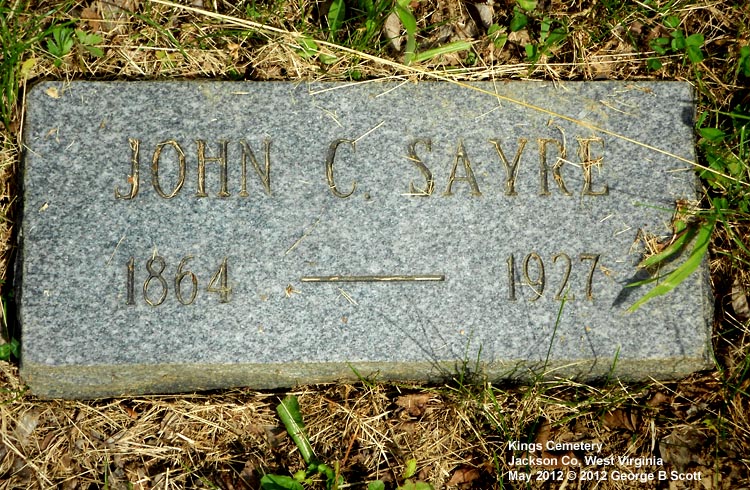 JOHN C. SAYRE
1864 — 1927
Kings Cemetery
Jackson Co. West Virginia
May 2012 © 2012 George B Scott